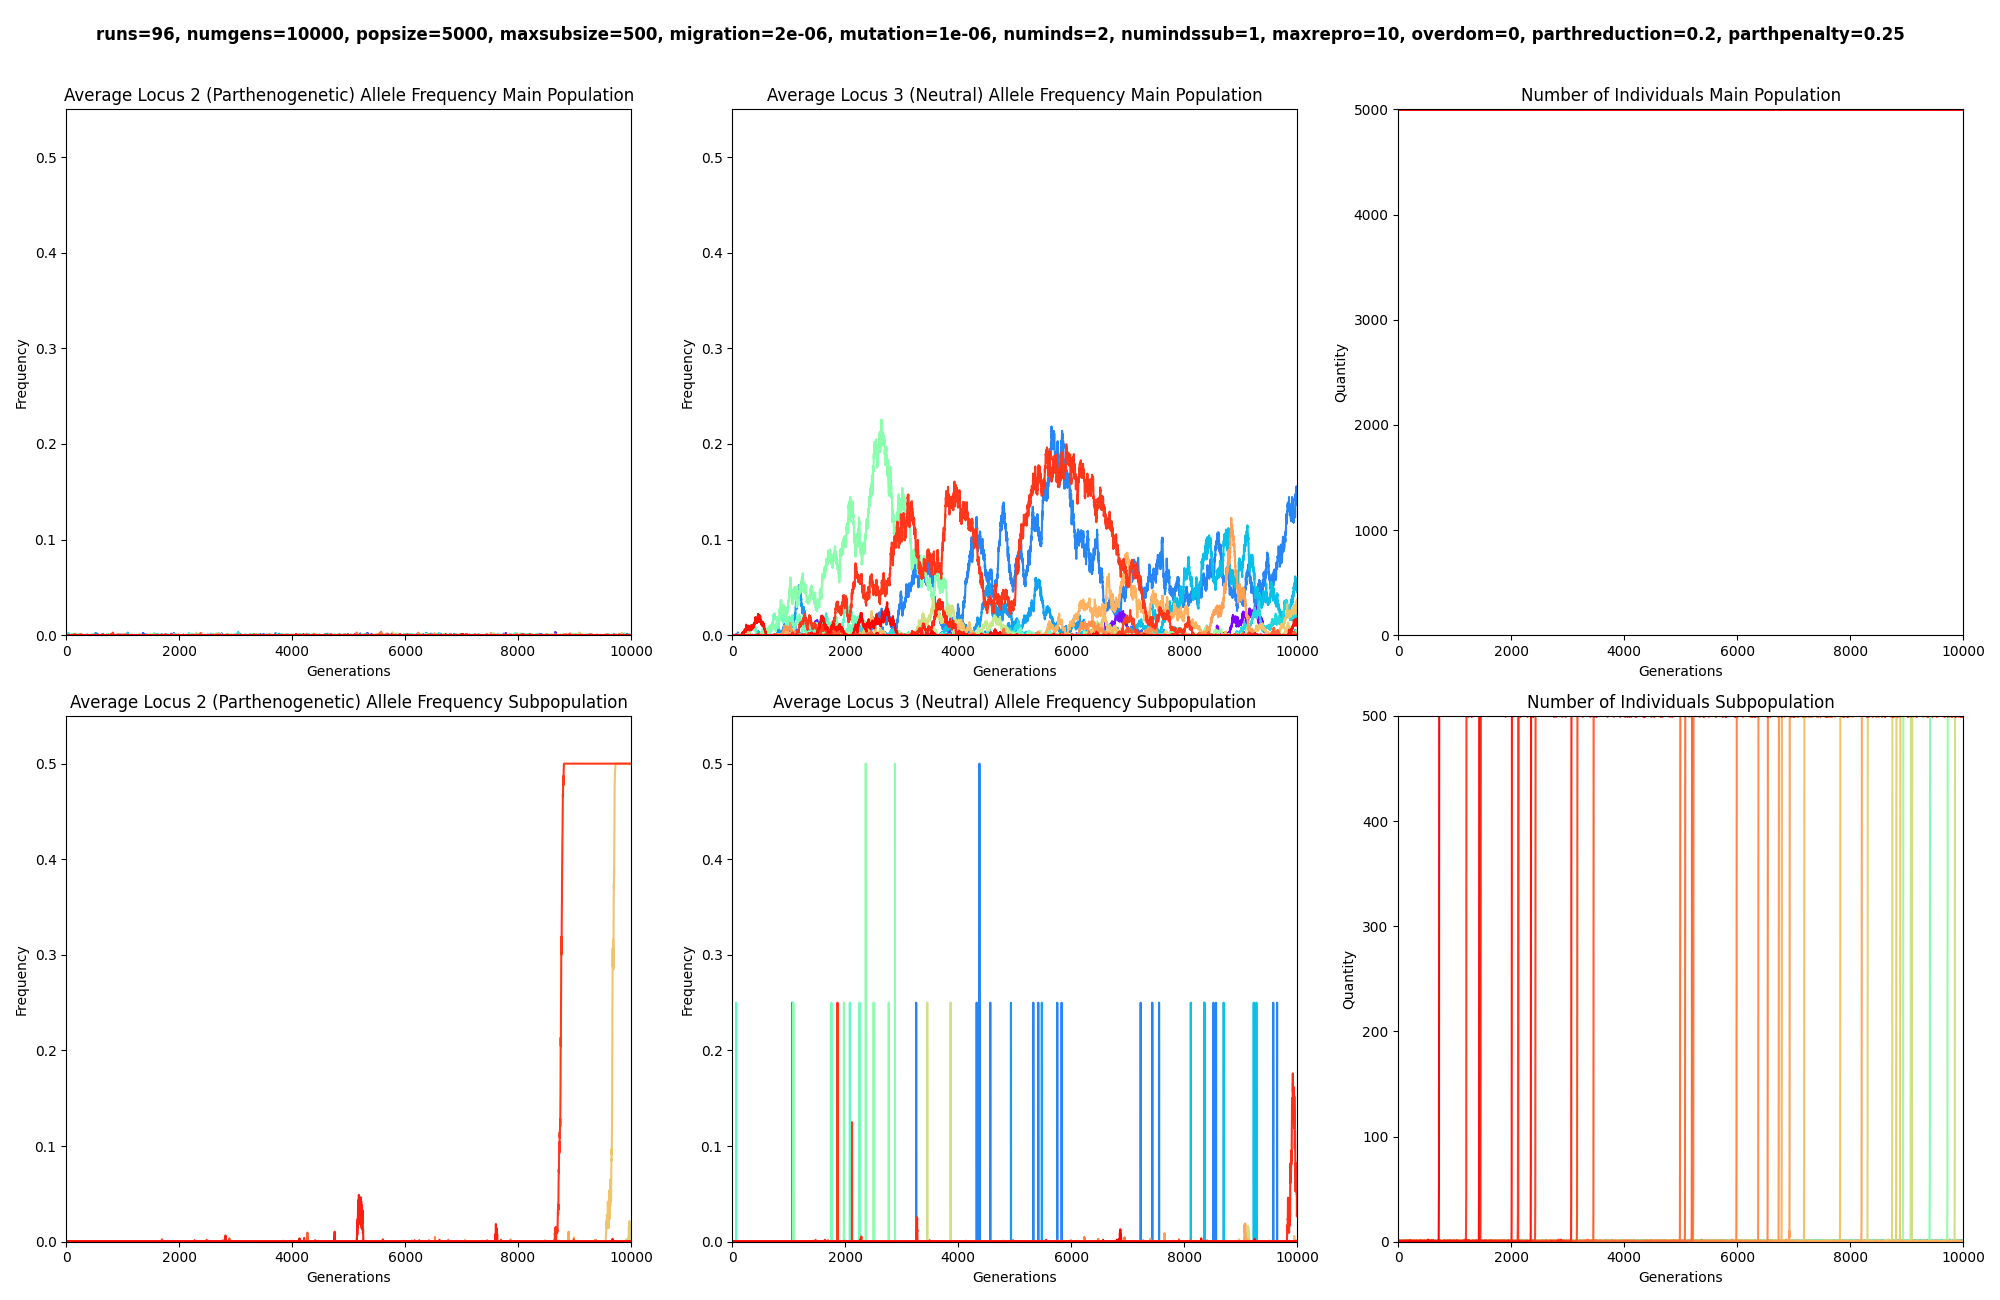 runs=96, numgens=10000, popsize=5000, maxsubsize=500, migration=2e-06, mutation=1e-06, numinds=2, numindssub=1, maxrepro=10, overdom=0, parthreduction=0.2, parthpenalty=0.25
Average Locus 2 (Parthenogenetic) Allele Frequency Main Population
Frequency
0.5
0.4
0.3
0.2
0.1
0.0
0 2000 4000 6000 8000 10000
Generations
Average Locus 3 (Neutral) Allele Frequency Main Population
Frequency
0.5
0.4
0.3
0.2
0.1
0.0
0 2000 4000 6000 8000 10000
Generations
Number of Individuals Main Population
Quantity
5000
4000
3000
2000
1000
0
0 2000 4000 6000 8000 10000
Generations
Average Locus 2 (Parthenogenetic) Allele Frequency Subpopulation
Frequency
0.5
0.4
0.3
0.2
0.1
0.0
0 2000 4000 6000 8000 10000
Generations
Average Locus 3 (Neutral) Allele Frequency Subpopulation
Frequency
0.5
0.4
0.3
0.2
0.1
0.0
0 2000 4000 6000 8000 10000
Generations
Number of Individuals Subpopulation
Quantity
500
400
300
200
100
0
0 2000 4000 6000 8000 10000
Generations